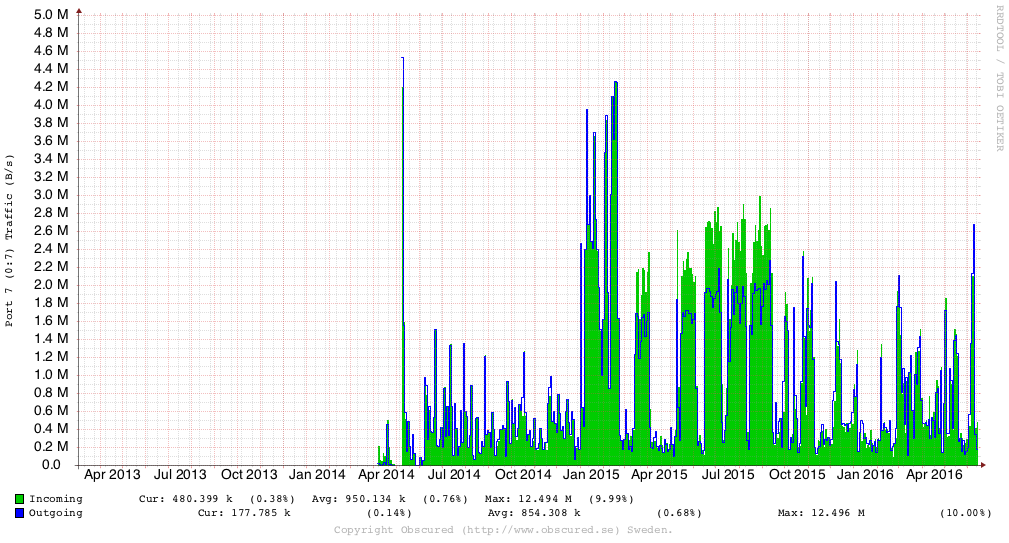 5.0 M
4.8 M
4.6 M
4.4 M
4.2 M
4.0 M
3.8 M
3.6 M
3.4 M
3.2 M
3.0 M
2.8 M
2.6 M
2.4 M
2.2 M
2.0 M
1.8 M
1.6 M
1.4 M
1.2 M
1.0 M
0.8 M
0.6 M
0.4 M
0.2 M
0.0
Port 7 (0:7) Traffic (B/s)
RRDTOOL / TOBI OETIKER
Apr 2013 Jul 2013 Oct 2013 Jan 2014 Apr 2014 Jul 2014 Oct 2014 Jan 2015 Apr 2015 Jul 2015 Oct 2015 Jan 2016 Apr 2016
Incoming Cur: 480.399 k (0.38%) Avg: 950.134 k (0.76%) Max: 12.494 M (9.99%)
Outgoing Cur: 177.785 k (0.14%) Avg: 854.308 k (0.68%) Max: 12.496 M (10.00%)
Copyright Obscured (http://www.obscured.se) Sweden.